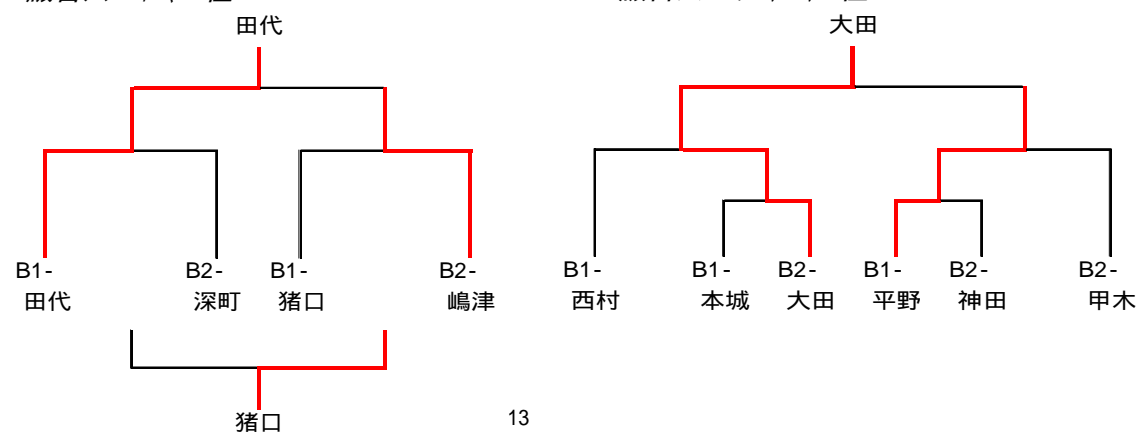 田代
大田
B1- B2- B1- B2- B1- B1- B2- B1- B2- B2-
田代 深町 猪口 嶋津 西村 本城 大田 平野 神田 甲木
猪口
13